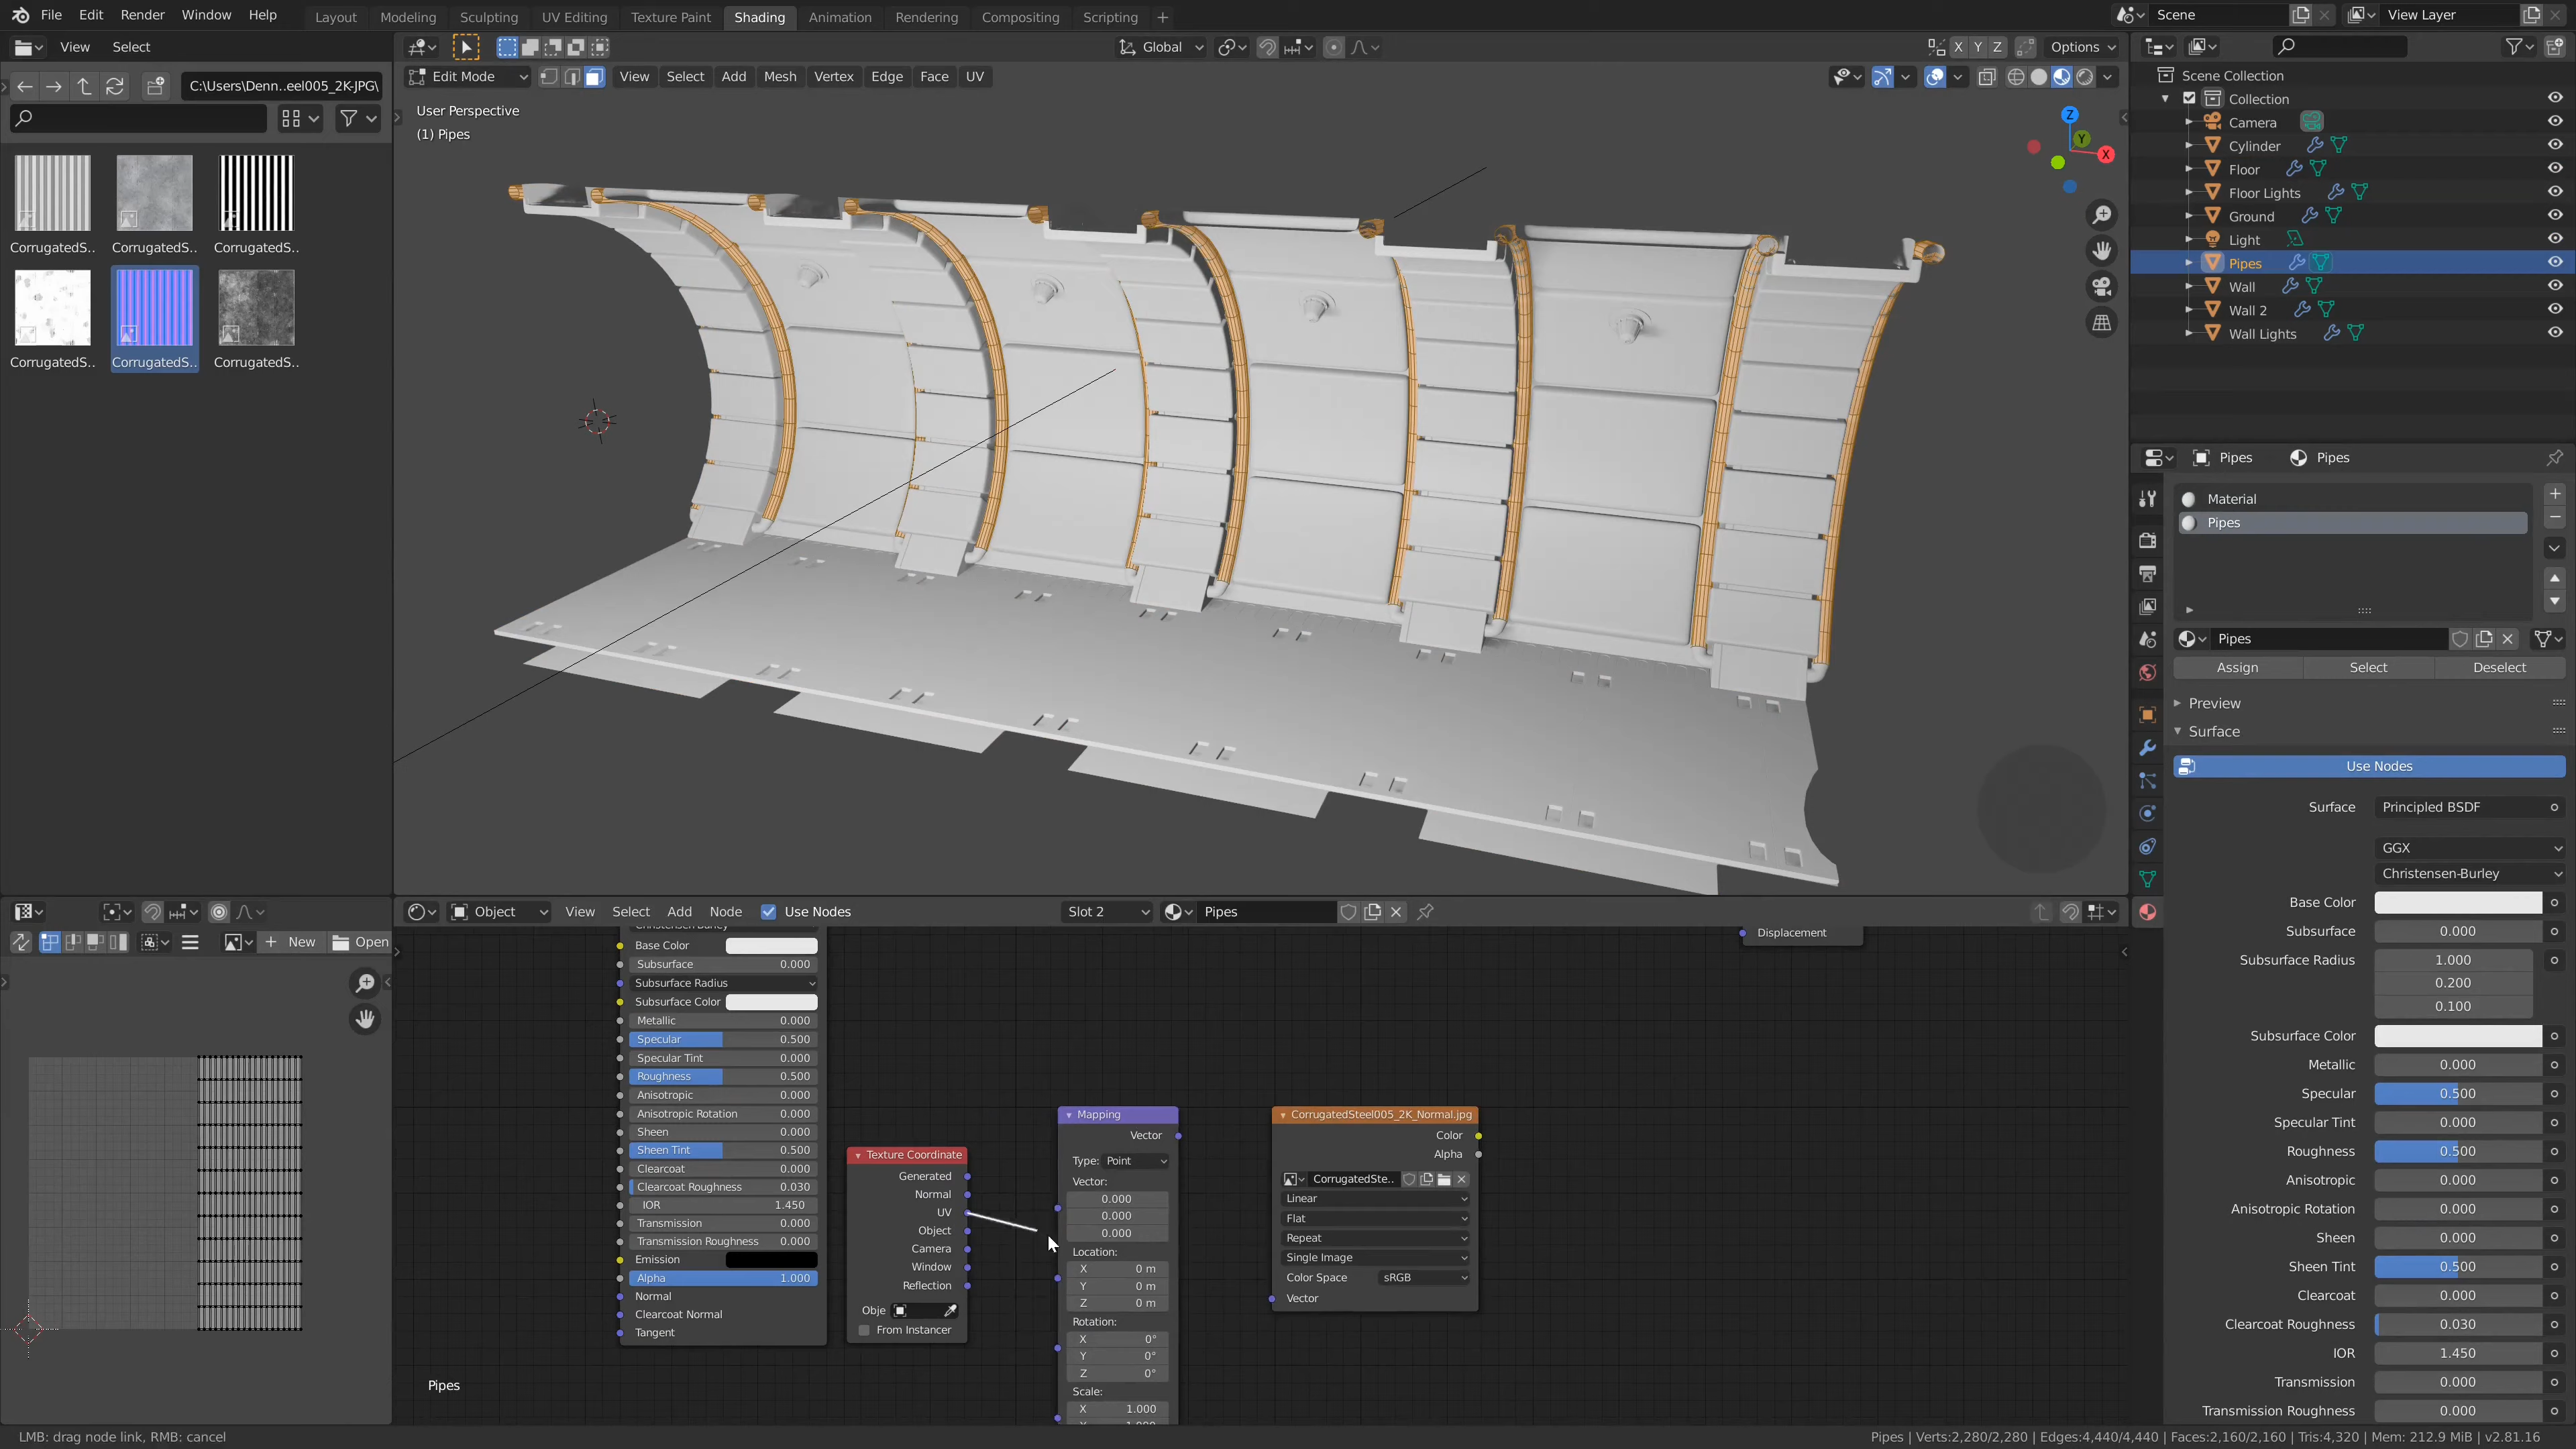 File Edit Render Window Help Layout Modeling Sculpting UV Editing Texture Paint Shading Animation Rendering Compositing Scripting Scene View Layer
View Select Global X Y Z Options
C:\Users\Denn..eel005_2K-JPG\ Edit Mode View Select Add Mesh Vertex Edge Face UV
Scene Collection
Collection
Camera
Cylinder
Floor
Floor Lights
Ground
Light
Pipes
Wall
Wall 2
Wall Lights
User Perspective
(1) Pipes
Z
Y
X
CorrugatedS.. CorrugatedS.. CorrugatedS..
CorrugatedS.. CorrugatedS.. CorrugatedS..
Pipes Pipes
Material
Pipes
Pipes
Assign Select Deselect
Preview
Surface
Use Nodes
Surface Principled BSDF
GGX
Christensen-Burley
Base Color
Subsurface 0.000
Subsurface Radius 1.000
0.200
0.100
Subsurface Color
Metallic 0.000
Specular 0.500
Specular Tint 0.000
Roughness 0.500
Anisotropic 0.000
Anisotropic Rotation 0.000
Sheen 0.000
Sheen Tint 0.500
Clearcoat 0.000
Clearcoat Roughness 0.030
IOR 1.450
Transmission 0.000
Transmission Roughness 0.000
New Open
Object View Select Add Node Use Nodes Slot 2 Pipes
Base Color
Subsurface 0.000
Subsurface Radius
Subsurface Color
Metallic 0.000
Specular 0.500
Specular Tint 0.000
Roughness 0.500
Anisotropic 0.000
Anisotropic Rotation 0.000
Sheen 0.000
Sheen Tint 0.500
Clearcoat 0.000
Clearcoat Roughness 0.030
IOR 1.450
Transmission 0.000
Transmission Roughness 0.000
Emission
Alpha 1.000
Normal
Clearcoat Normal
Tangent
Texture Coordinate
Generated
Normal
UV
Object
Camera
Window
Reflection
Obje
From Instancer
Mapping
Vector
Type: Point
Vector:
0.000
0.000
0.000
Location:
X 0 m
Y 0 m
Z 0 m
Rotation:
X 0°
Y 0°
Z 0°
Scale:
X 1.000
CorrugatedSteel005_2K_Normal.jpg
Color
Alpha
CorrugatedSte..
Linear
Flat
Repeat
Single Image
Color Space sRGB
Vector
Displacement
Pipes
LMB: drag node link, RMB: cancel
Pipes | Verts:2,280/2,280 | Edges:4,440/4,440 | Faces:2,160/2,160 | Tris:4,320 | Mem: 212.9 MiB | v2.81.16